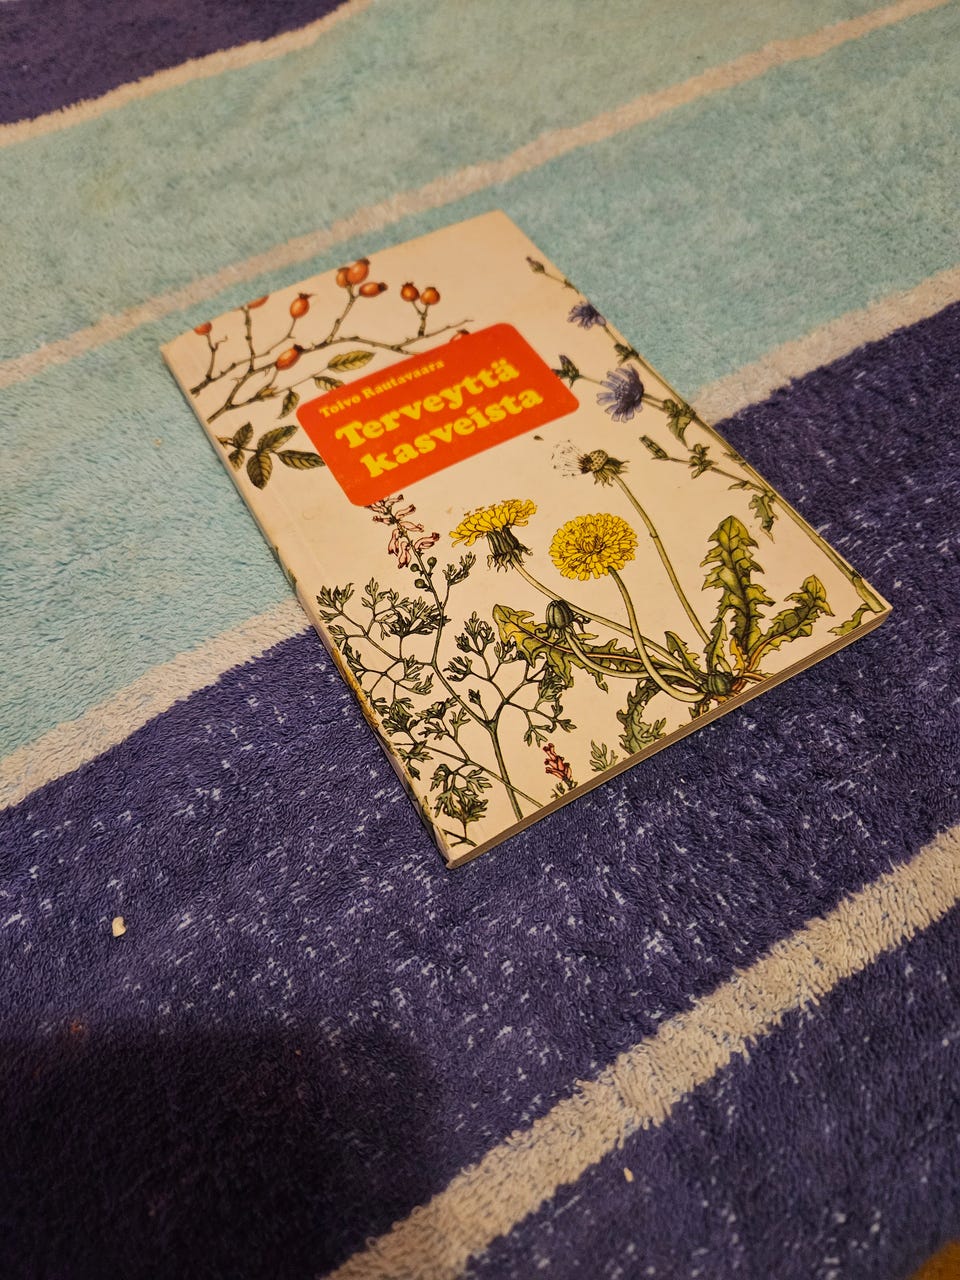 Toivo Rautavaara
Terveyttä
kasveista